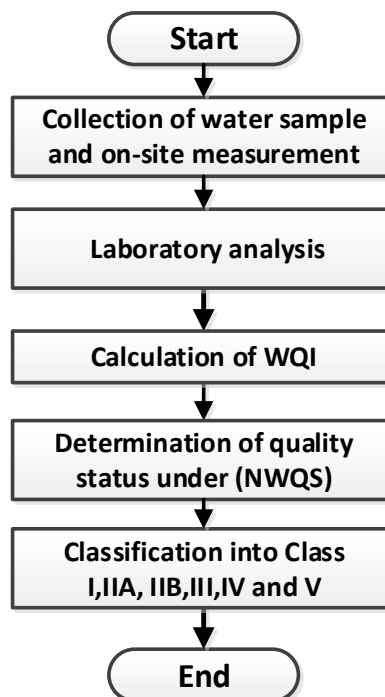 Start
Collection of water sample
and on-site measurement
Laboratory analysis
Calculation of WQI
Determination of quality
status under (NWQS)
Classification into Class
I,IIA, IIB,III,IV and V
End